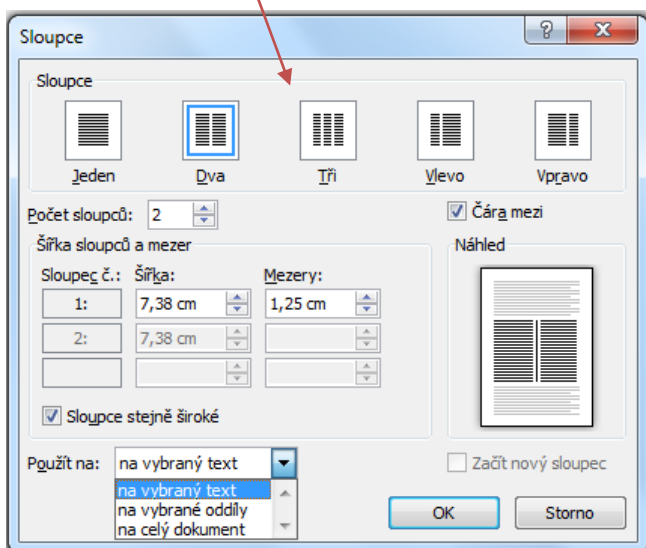 Sloupce
Sloupce
Jeden Dva Tři Vlevo Vpravo
Počet sloupců: 2 Čára mezi
Šířka sloupců a mezer Náhled
Sloupec č.: Šířka: Mezery:
1: 7,38 cm 1,25 cm
2: 7,38 cm
Sloupce stejně široké
Použít na: na vybraný text Začít nový sloupec
na vybraný text
na vybrané oddíly OK Storno
na celý dokument